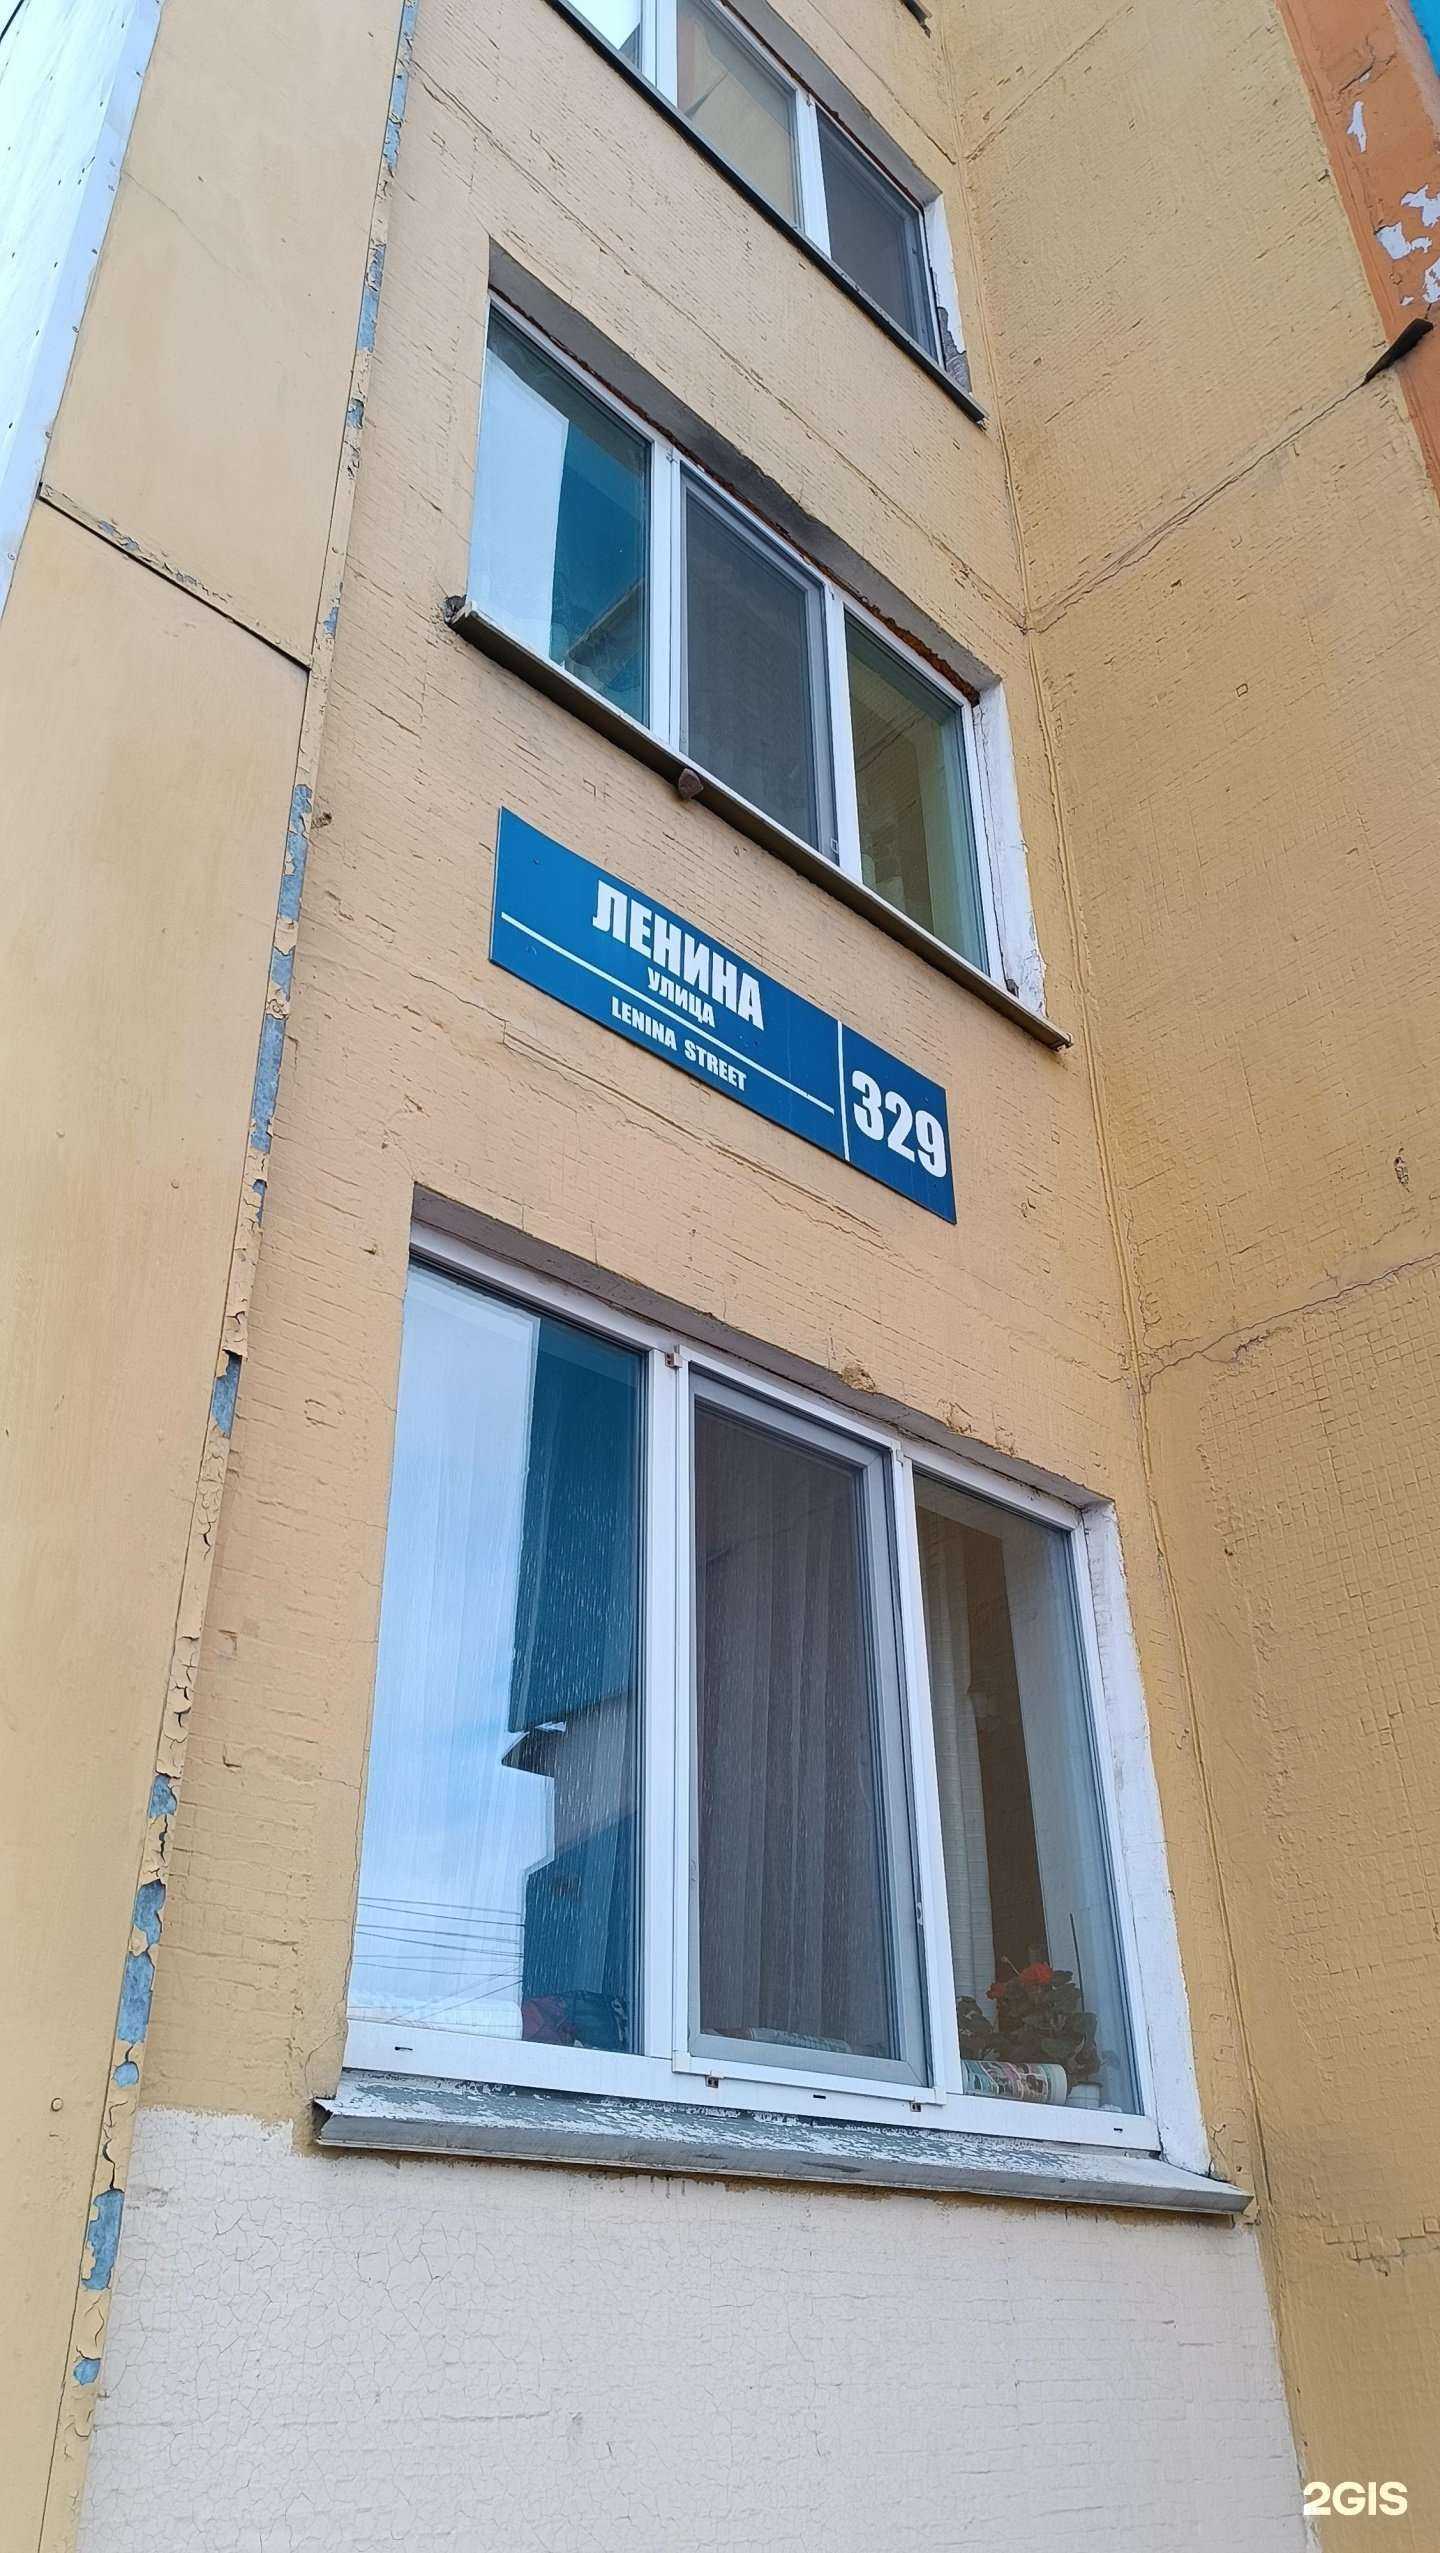 ЛЕНИНА
УЛИЦА
LENINA STREET
329
2GIS